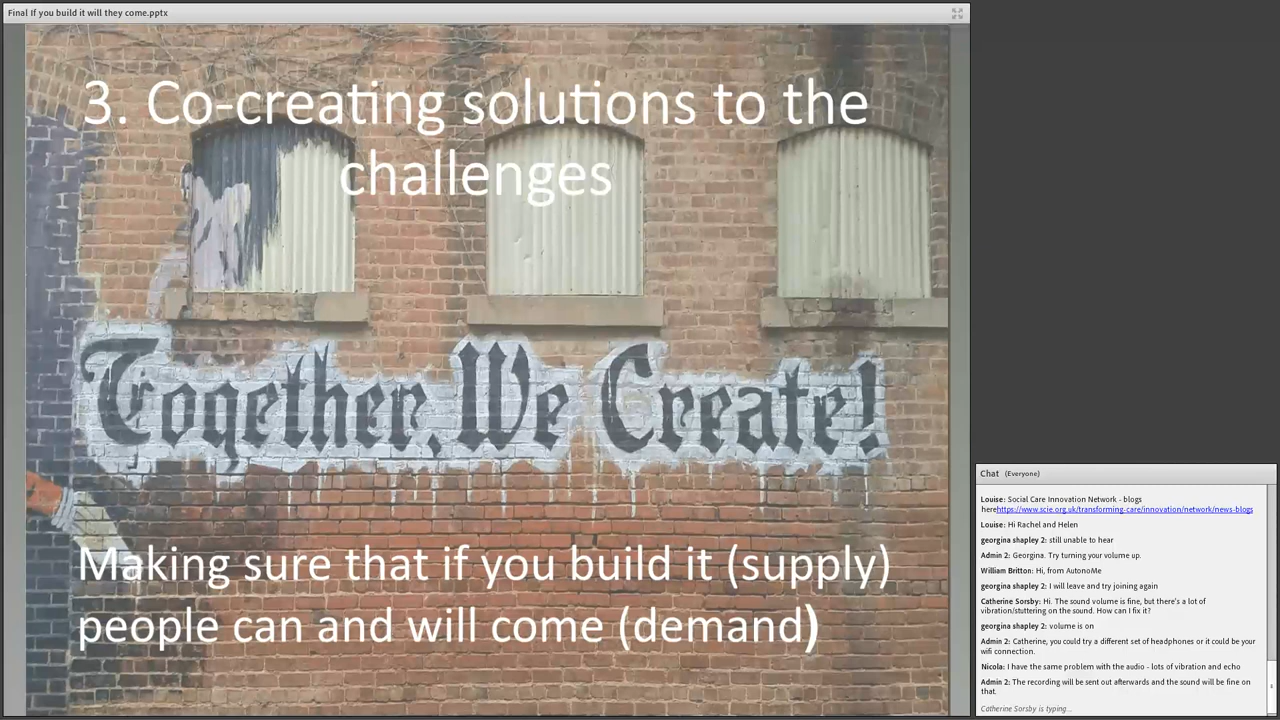 Final If you build it will they come.pptx
3. Co-creating solutions to the
challenges
Together, We Create!
Making sure that if you build it (supply)
people can and will come (demand)
Chat (Everyone)
Louise: Social Care Innovation Network - blogs
herehttps://www.scie.org.uk/transforming-care/innovation/network/news-blogs
Louise: Hi Rachel and Helen
georgina shapley 2: still unable to hear
Admin 2: Georgina. Try turning your volume up.
William Britton: Hi, from AutonoMe
georgina shapley 2: I will leave and try joining again
Catherine Sorsby: Hi. The sound volume is fine, but there's a lot of
vibration/stuttering on the sound. How can I fix it?
georgina shapley 2: volume is on
Admin 2: Catherine, you could try a different set of headphones or it could be your
wifi connection.
Nicola: I have the same problem with the audio - lots of vibration and echo
Admin 2: The recording will be sent out afterwards and the sound will be fine on
that.
Catherine Sorsby is typing...